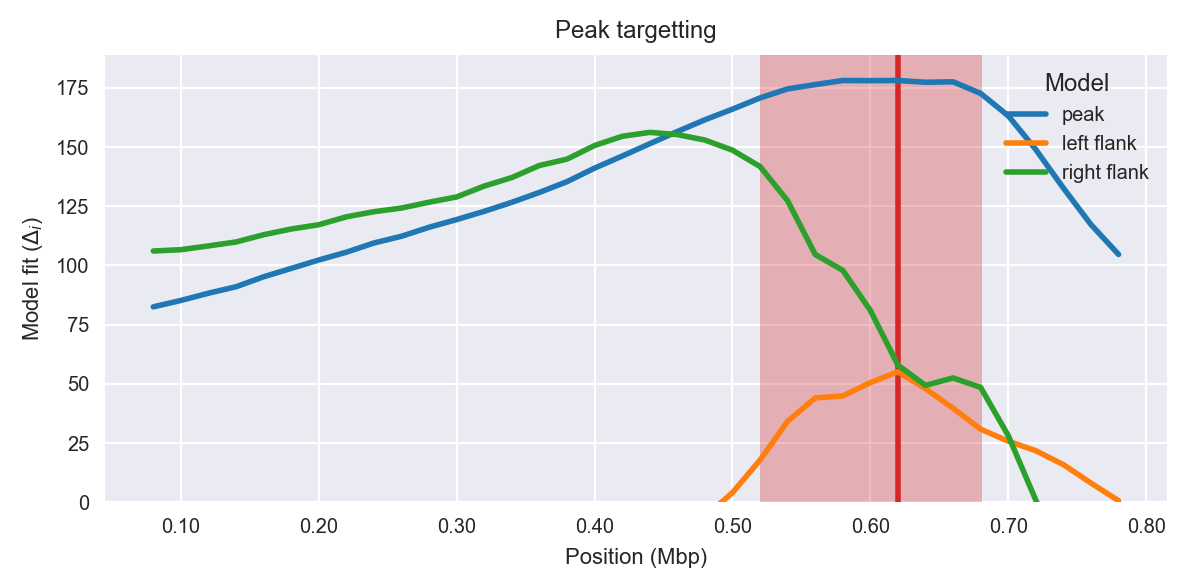 Peak targetting
Model
peak
left flank
right flank
Model fit (Δi)
175
150
125
100
75
50
25
0
0.10 0.20 0.30 0.40 0.50 0.60 0.70 0.80
Position (Mbp)